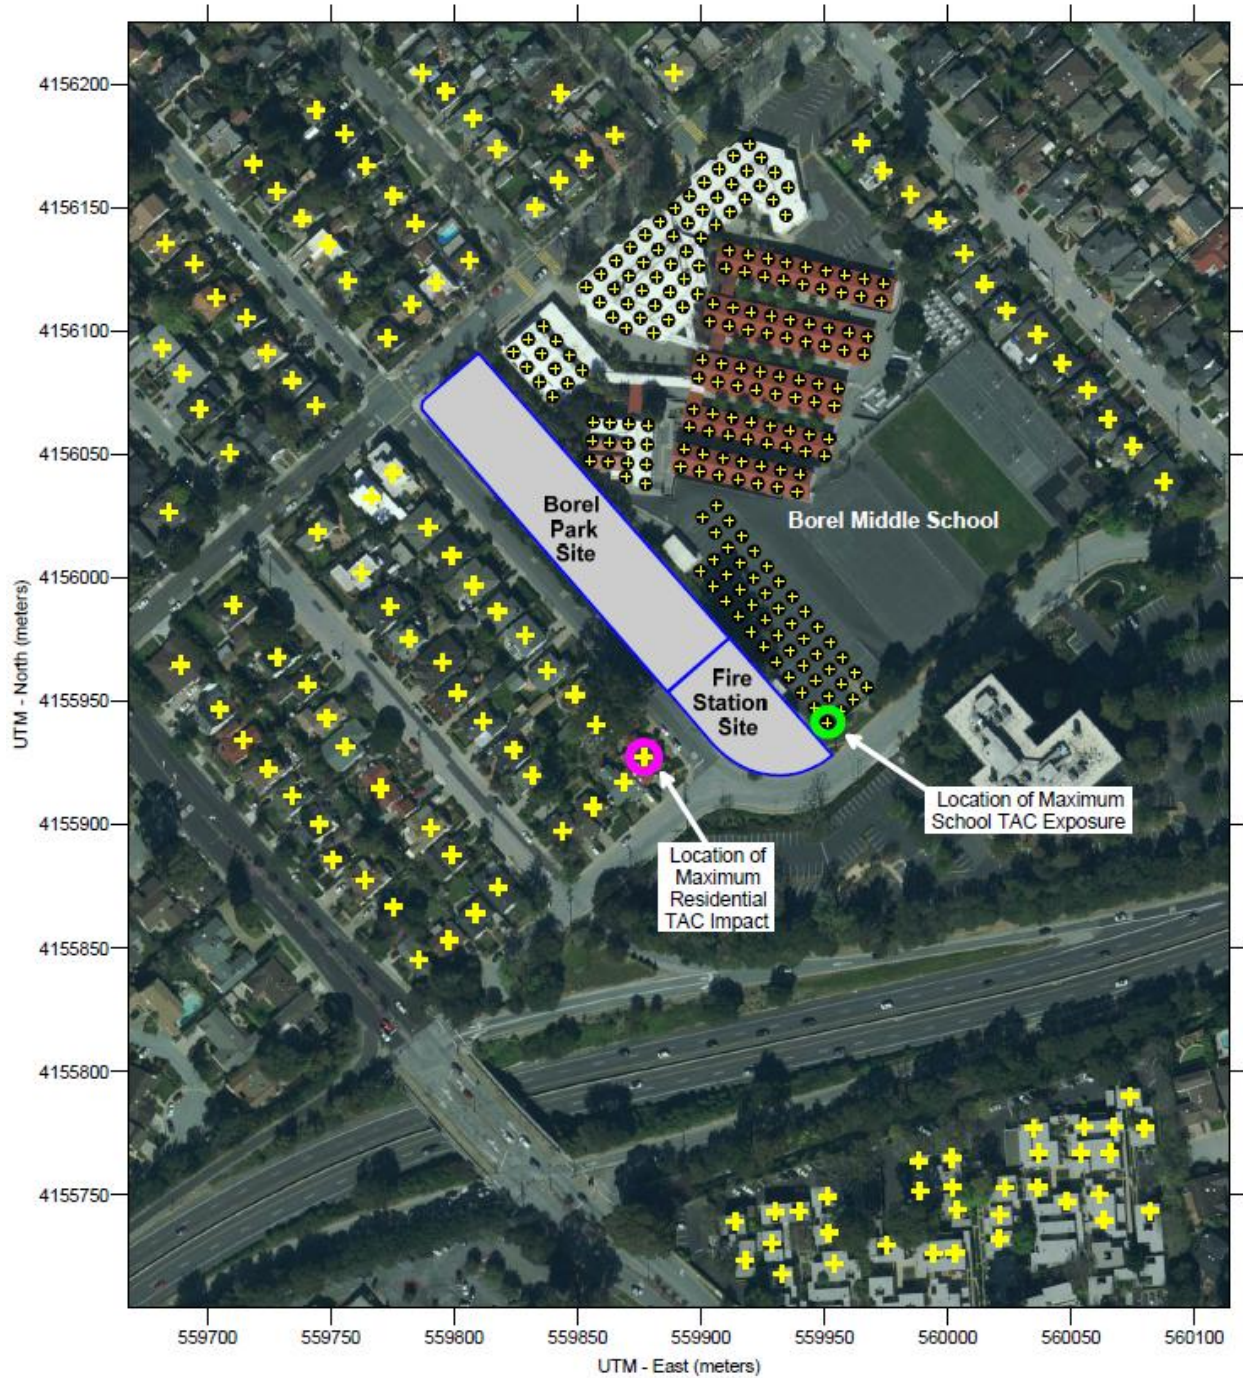 4156200
4156150
4156100
4156050
4156000
4155950
4155900
4155850
4155800
4155750
UTM - North (meters)
Borel
Park
Site
Borel Middle School
Fire
Station
Site
Location of Maximum
School TAC Exposure
Location of
Maximum
Residential
TAC Impact
559700
559750
559800
559850
559900
559950
560000
560050
560100
UTM - East (meters)